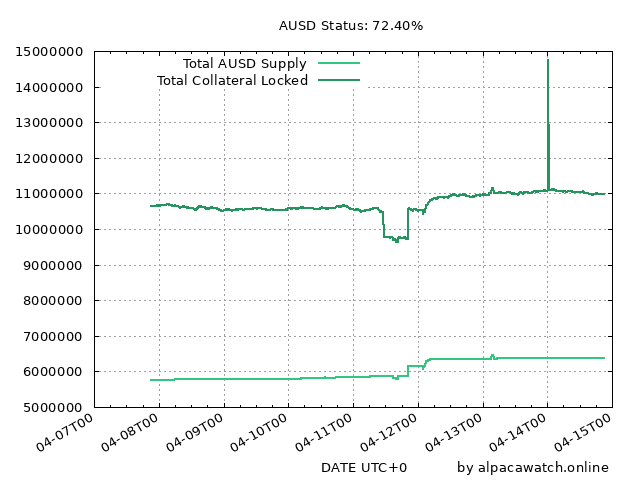 AUSD Status: 72.40%
Total AUSD Supply
Total Collateral Locked
15000000
14000000
13000000
12000000
11000000
10000000
9000000
8000000
7000000
6000000
5000000
04-07T00
04-08T00
04-09T00
04-10T00
04-11T00
04-12T00
04-13T00
04-14T00
04-15T00
DATE UTC+0
by alpacawatch.online